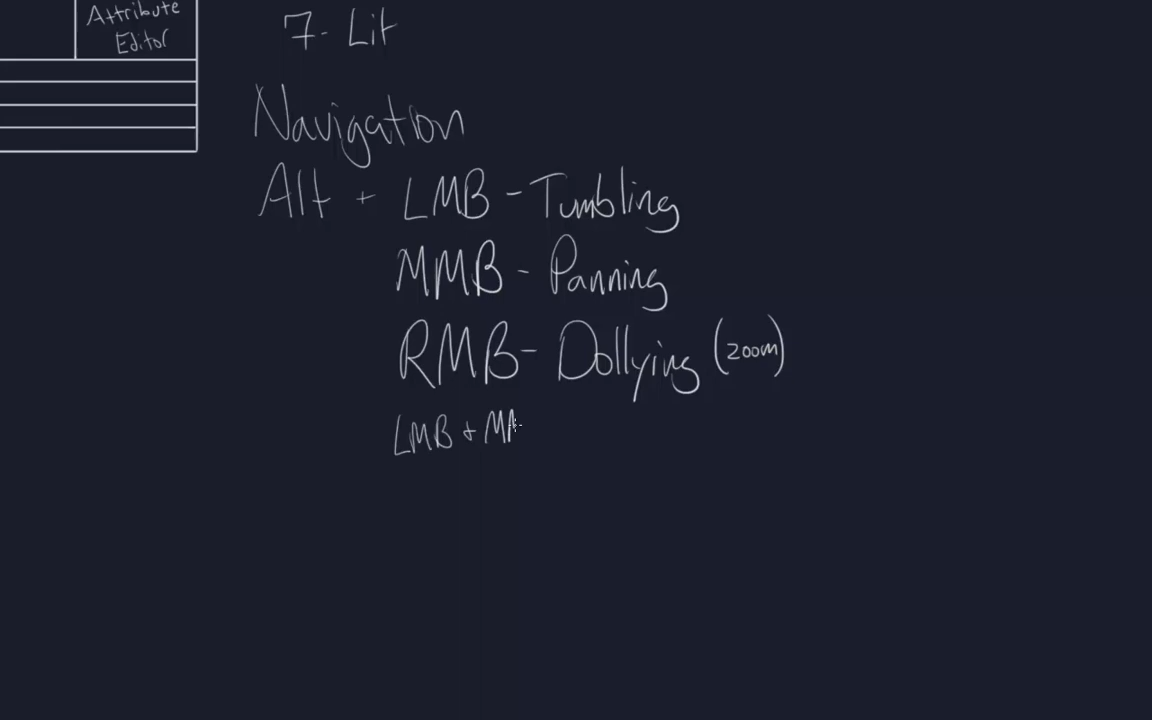 Attribute
Editor
7- Lit
Navigation
Alt + LMB - Tumbling
MMB - Panning
RMB - Dollying (zoom)
LMB + M